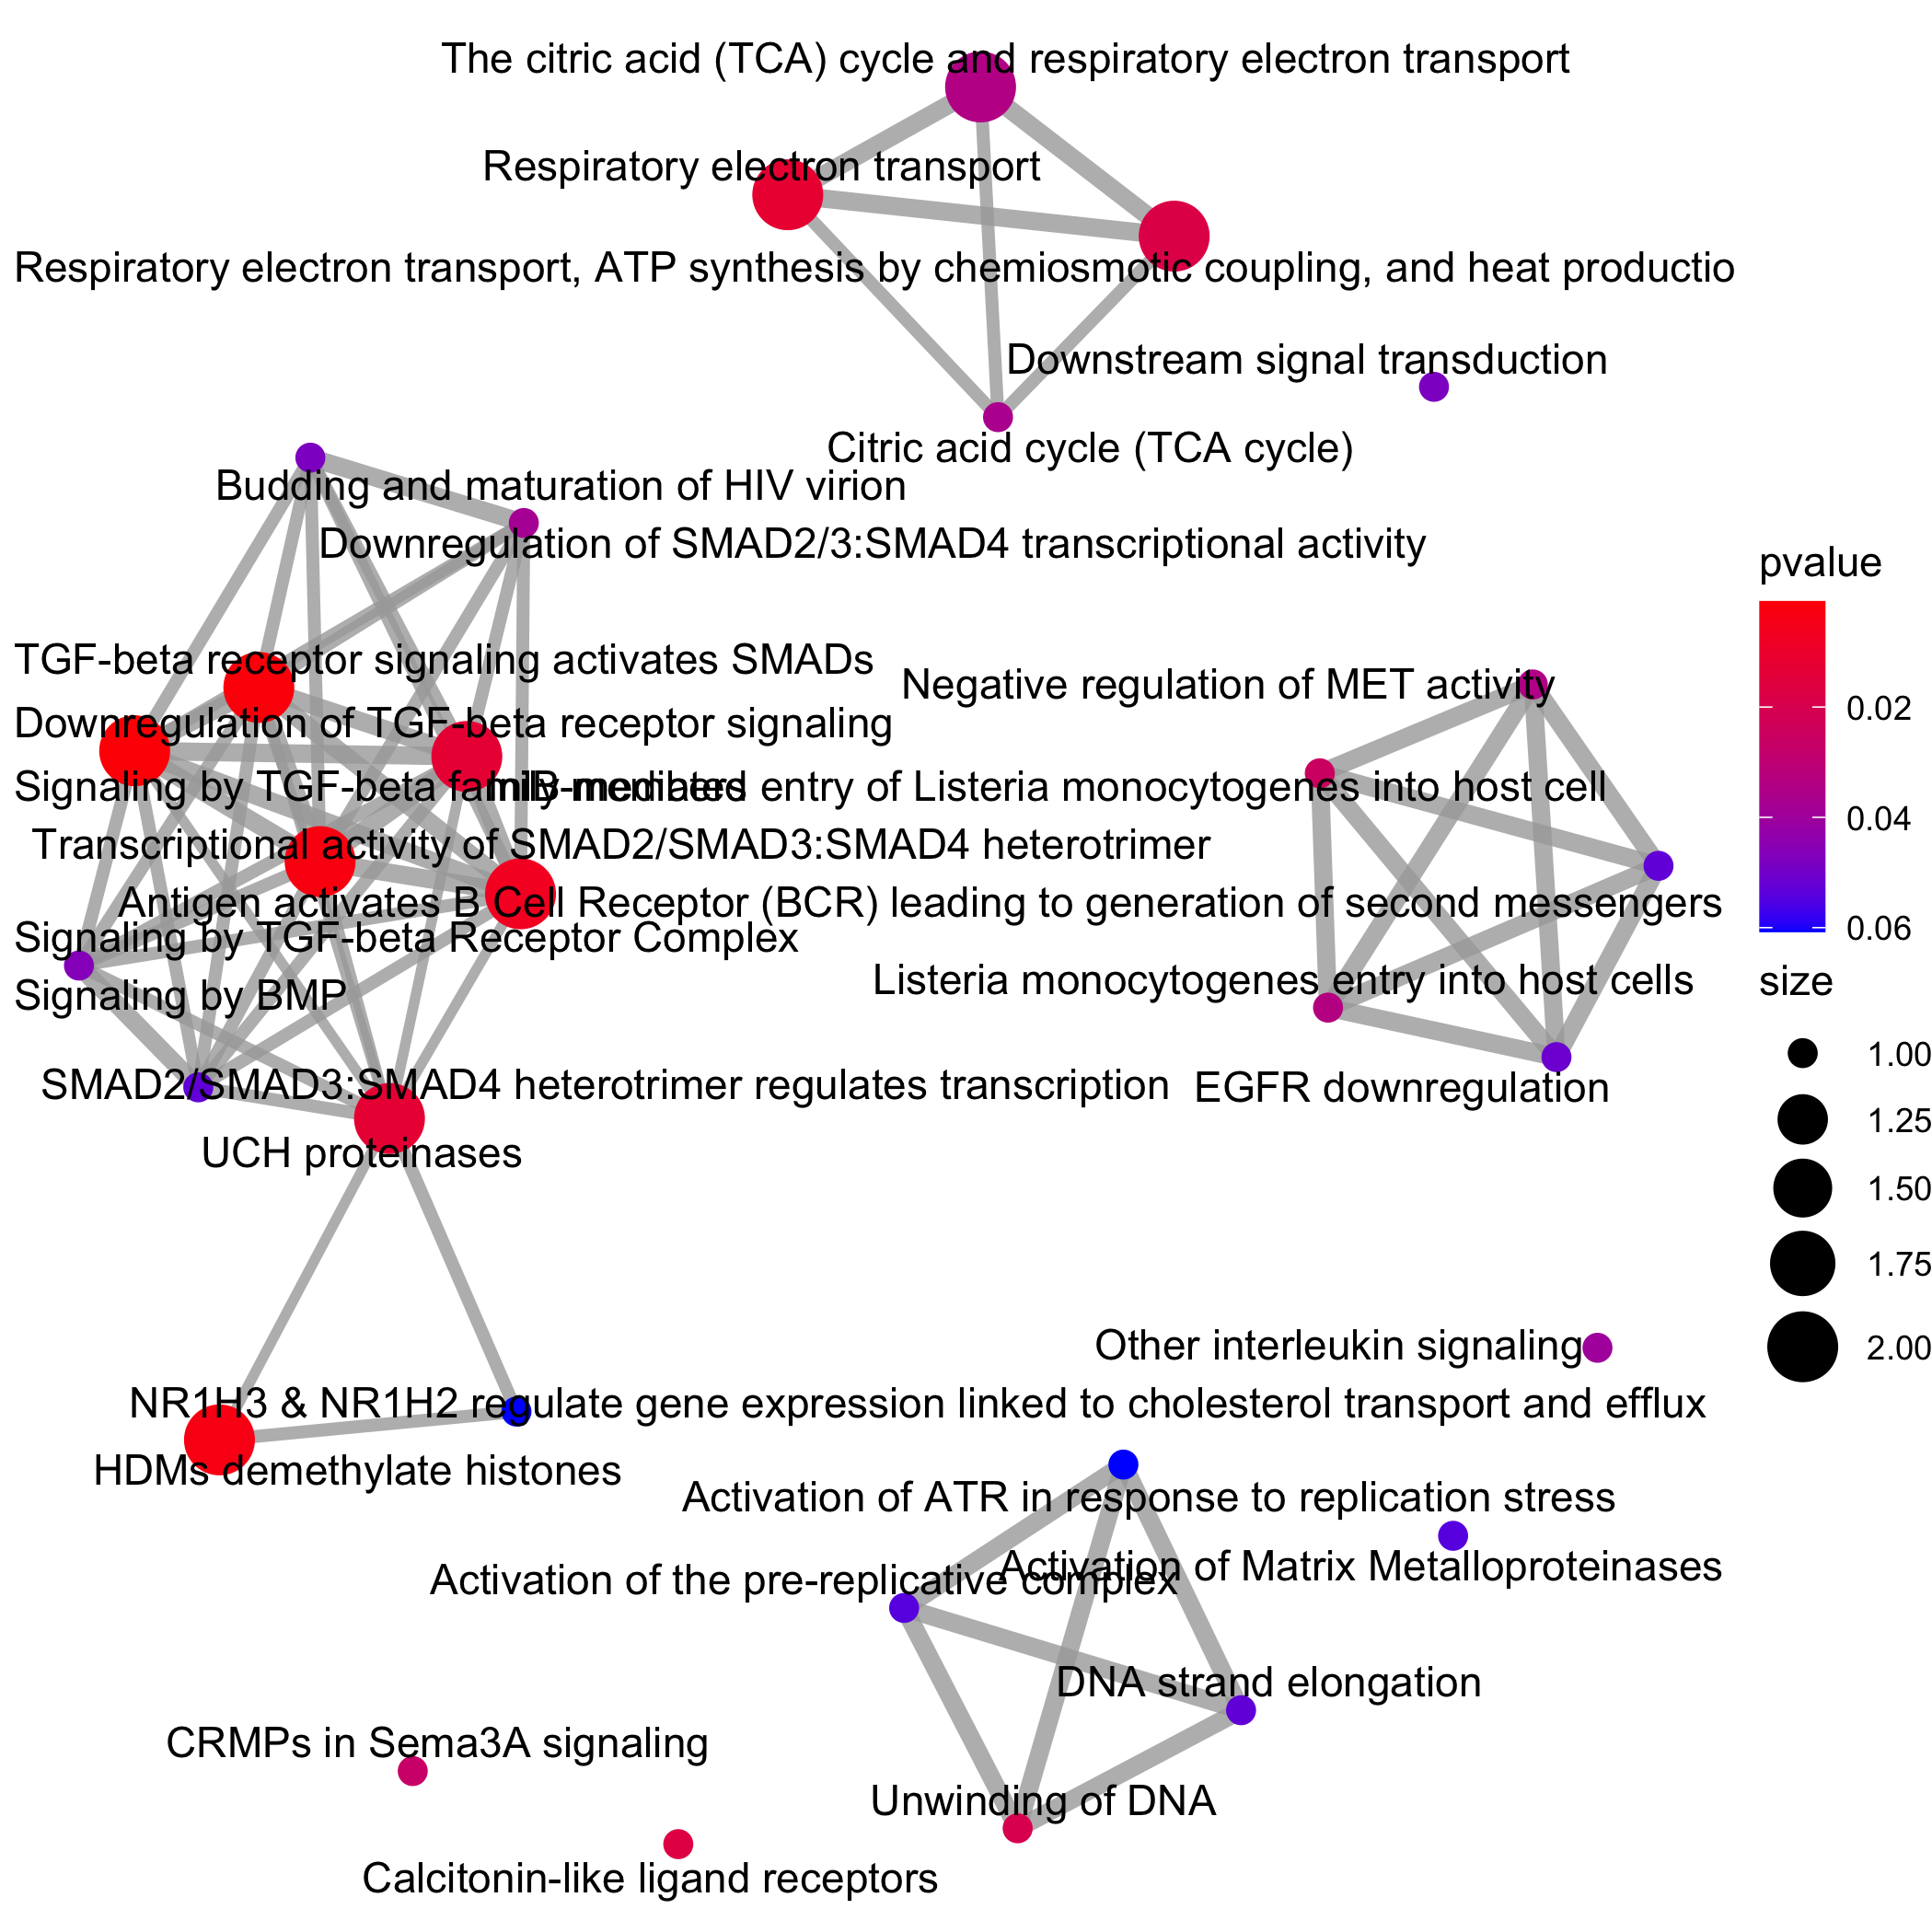 The citric acid (TCA) cycle and respiratory electron transport
Respiratory electron transport
Respiratory electron transport, ATP synthesis by chemiosmotic coupling, and heat productio
Downstream signal transduction
Citric acid cycle (TCA cycle)
Budding and maturation of HIV virion
Downregulation of SMAD2/3:SMAD4 transcriptional activity
pvalue
TGF-beta receptor signaling activates SMADs
Negative regulation of MET activity
0.02
Downregulation of TGF-beta receptor signaling
Signaling by TGF-beta family members
InlB-mediated entry of Listeria monocytogenes into host cell
0.04
Transcriptional activity of SMAD2/SMAD3:SMAD4 heterotrimer
Antigen activates B Cell Receptor (BCR) leading to generation of second messengers
0.06
Signaling by TGF-beta Receptor Complex
Listeria monocytogenes entry into host cells
size
Signaling by BMP
1.00
SMAD2/SMAD3:SMAD4 heterotrimer regulates transcription
EGFR downregulation
1.25
UCH proteinases
1.50
1.75
Other interleukin signaling
2.00
NR1H3 & NR1H2 regulate gene expression linked to cholesterol transport and efflux
HDMs demethylate histones
Activation of ATR in response to replication stress
Activation of Matrix Metalloproteinases
Activation of the pre-replicative complex
DNA strand elongation
CRMPs in Sema3A signaling
Unwinding of DNA
Calcitonin-like ligand receptors